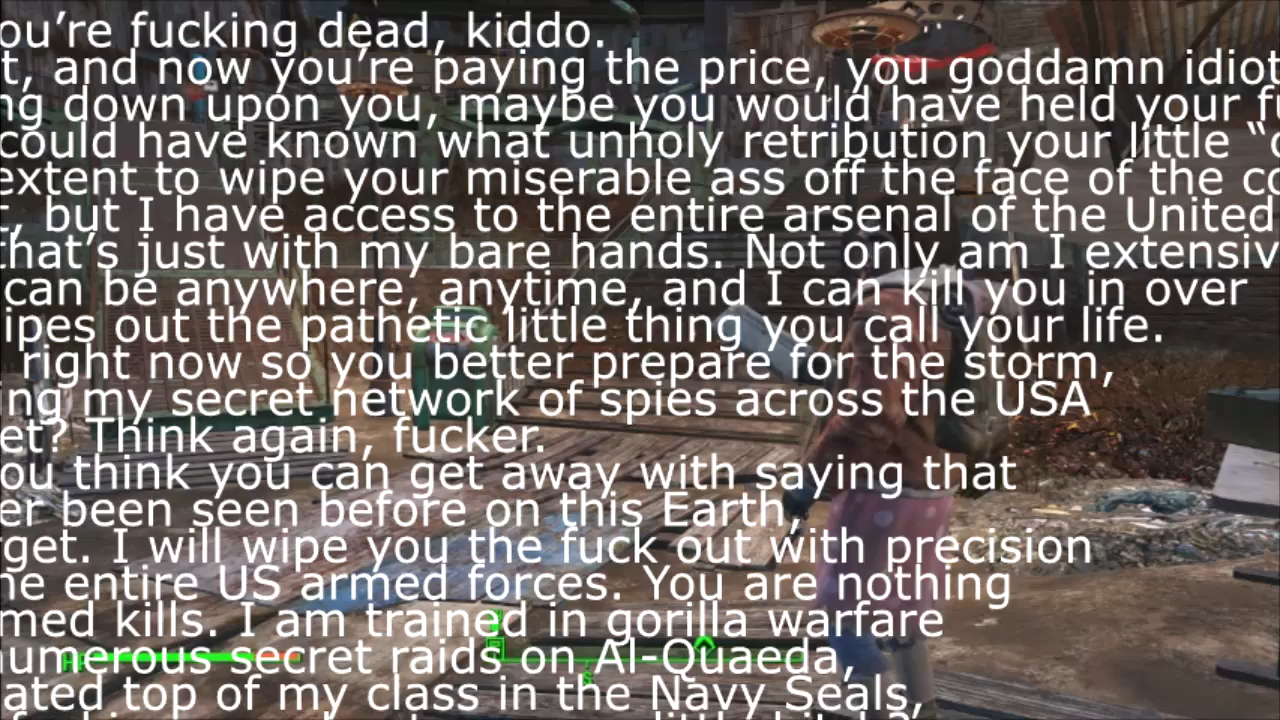 ou’re fucking dead, kiddo.
t, and now you’re paying the price, you goddamn idiot
ng down upon you, maybe you would have held your f
could have known what unholy retribution your little “c
extent to wipe your miserable ass off the face of the co
t, but I have access to the entire arsenal of the United
that’s just with my bare hands. Not only am I extensiv
can be anywhere, anytime, and I can kill you in over
ipes out the pathetic little thing you call your life.
right now so you better prepare for the storm,
ing my secret network of spies across the USA
et? Think again, fucker.
ou think you can get away with saying that
er been seen before on this Earth,
rget. I will wipe you the fuck out with precision
he entire US armed forces. You are nothing
med kills. I am trained in gorilla warfare
numerous secret raids on Al-Quaeda,
ated top of my class in the Navy Seals,